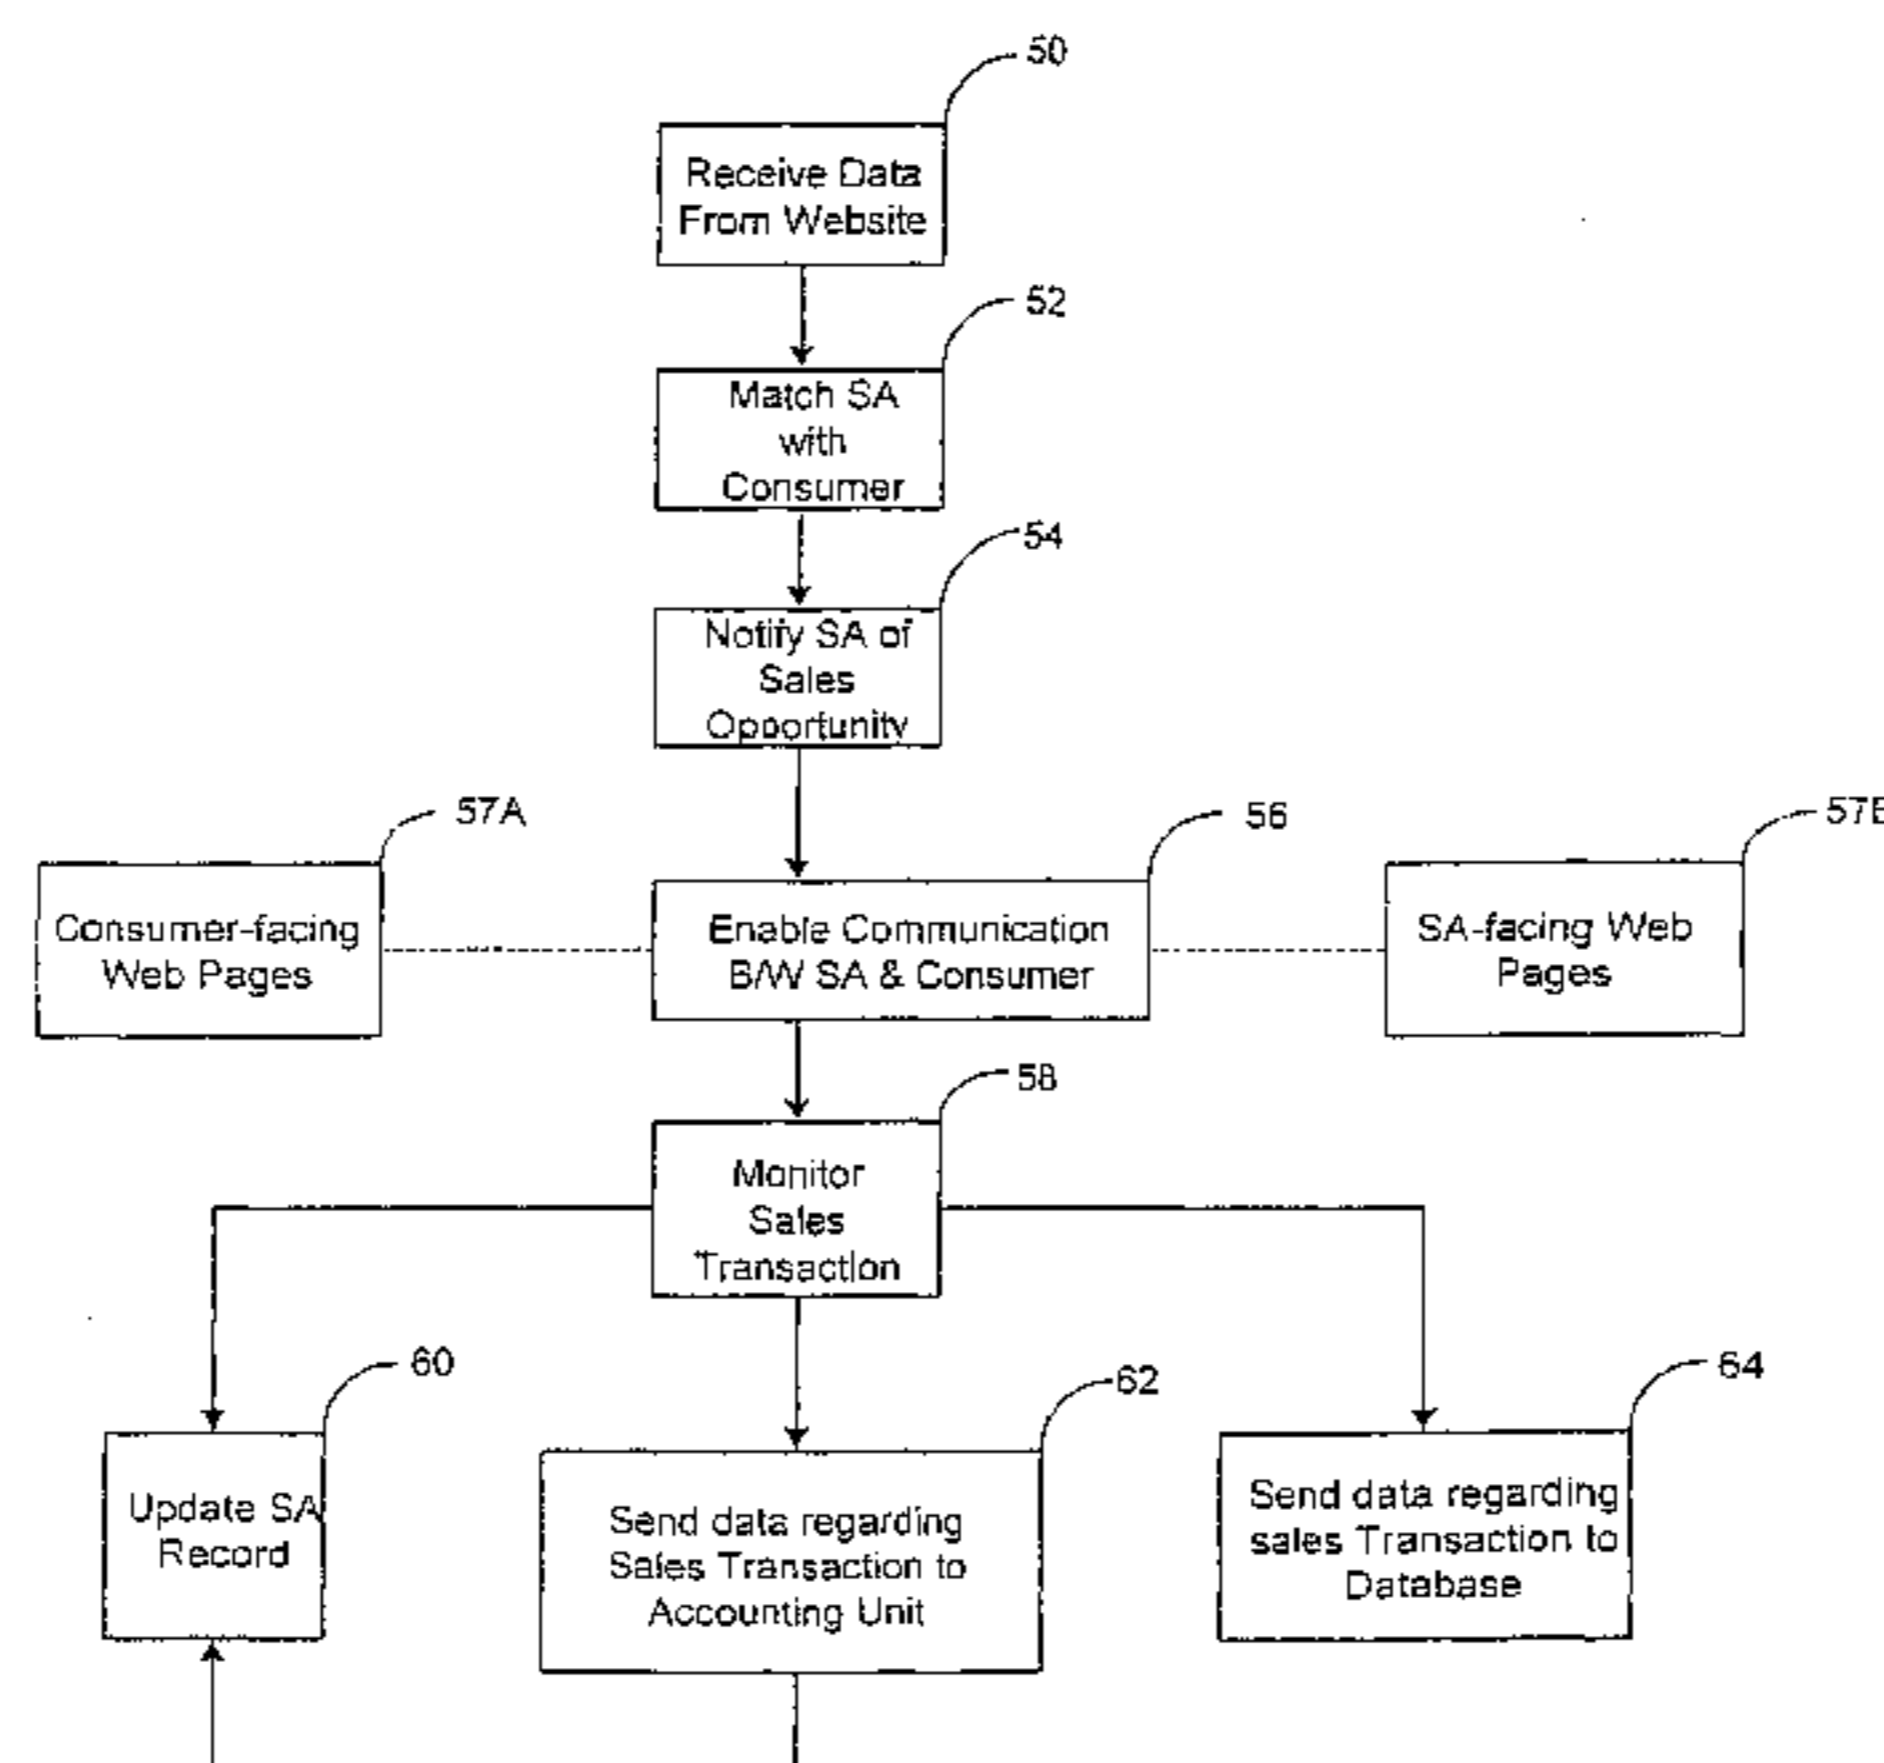 50
Receive Data
From Website
52
Match SA
with
Consumer
54
Notify SA of
Sales
Opportunity
57A
56
Consumer-facing
Web Pages
Enable Communication
B/W SA & Consumer
SA-facing Web
Pages
58
Monitor
Sales
Transaction
60
Update SA
Record
62
Send data regarding
Sales Transaction to
Accounting Unit
64
Send data regarding
sales Transaction to
Database